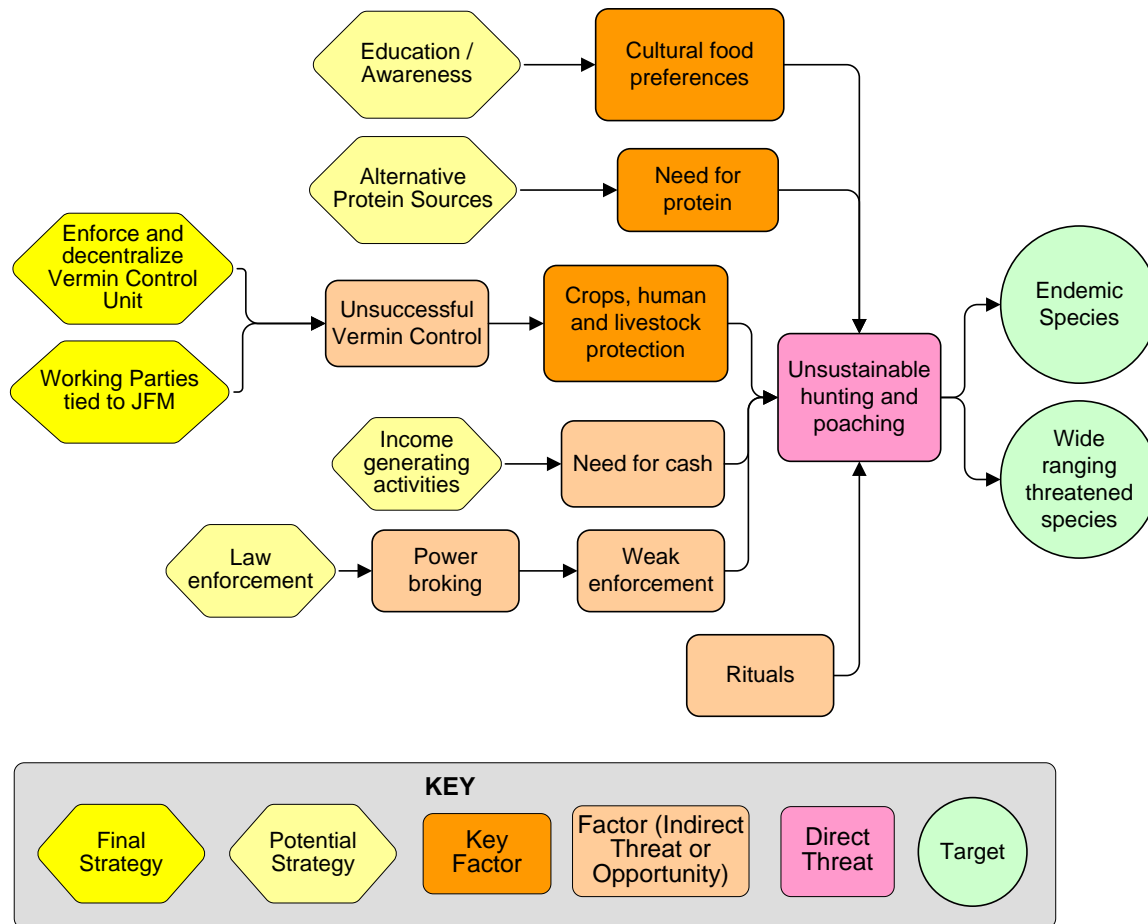 Education /
Awareness
Cultural food
preferences
Alternative
Protein Sources
Need for
protein
Enforce and
decentralize
Vermin Control
Unit
Working Parties
tied to JFM
Unsuccessful
Vermin Control
Crops, human
and livestock
protection
Income
generating
activities
Need for cash
Law
enforcement
Power
broking
Weak
enforcement
Rituals
Unsustainable
hunting and
poaching
Endemic
Species
Wide
ranging
threatened
species
KEY
Final
Strategy
Potential
Strategy
Key
Factor
Factor (Indirect
Threat or
Opportunity)
Direct
Threat
Target